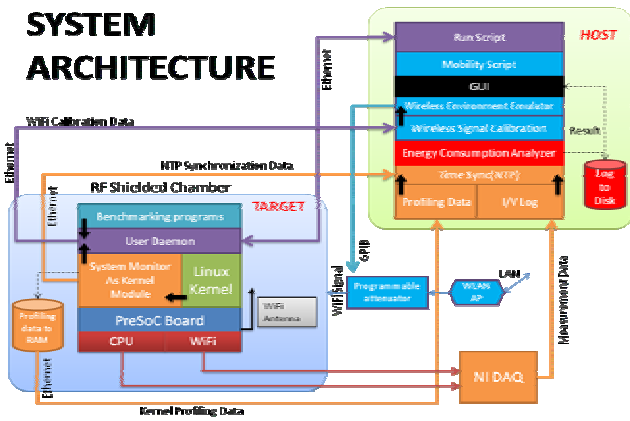 SYSTEM
ARCHITECTURE
HOST
Run Script
Mobility Script
GUI
Wireless Environment Emulator
Wireless Signal Calibration
Energy Consumption Analyzer
Time Sync(NTP)
Profiling Data
I/V Log
Result
Log
to
Disk
Ethernet
WiFi Calibration Data
Ethernet
NTP Synchronization Data
Ethernet
RF Shielded Chamber
TARGET
Benchmarking programs
User Daemon
System Monitor
As Kernel
Module
Linux
Kernel
PreSoC Board
CPU
WiFi
WiFi
Antenna
Profiling
data to
RAM
Ethernet
Kernel Profiling Data
WiFi Signal
GPIB
Programmable
attenuator
WLAN
AP
LAN
Measurement Data
NI DAQ